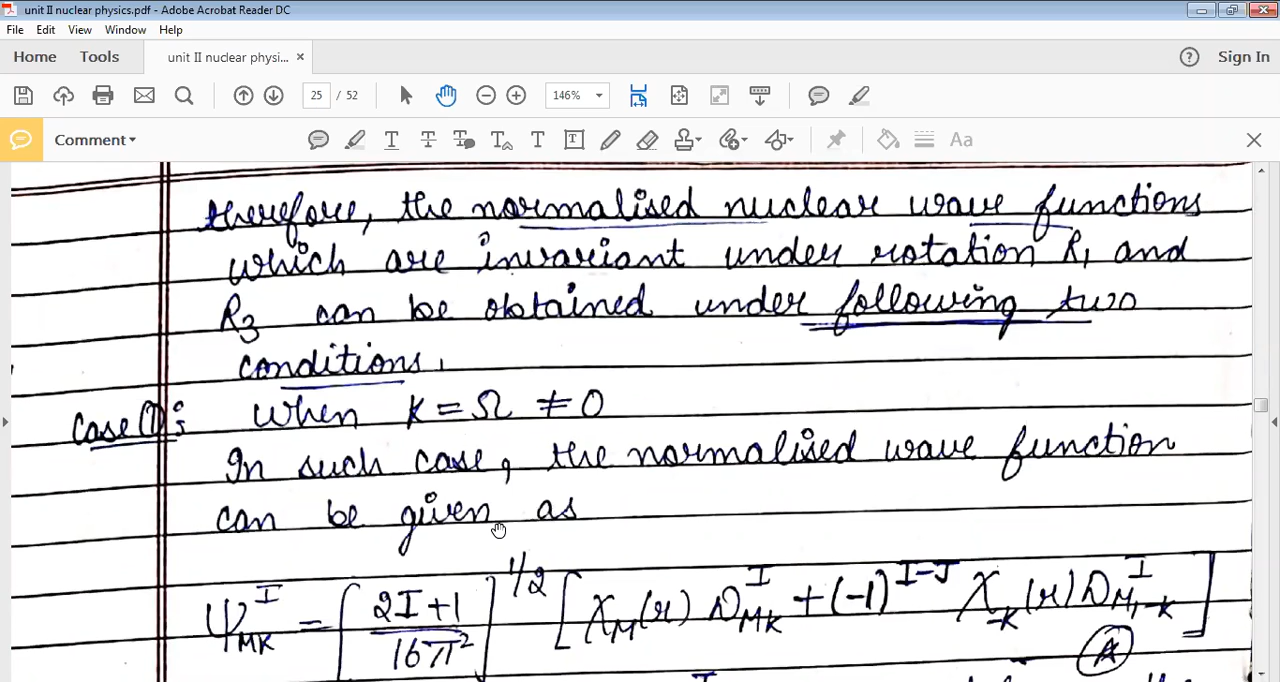 unit II nuclear physics.pdf - Adobe Acrobat Reader DC
File Edit View Window Help
Home Tools unit II nuclear physi... × Sign In
25 / 52 146%
Comment
therefore, the normalised nuclear wave functions
which are invariant under rotation R₁ and
R₃ can be obtained under following two
conditions.
Case (1): When K = Ω ≠ 0
In such case, the normalised wave function
can be given as
Ψ^I_MK = [2I+1 / 16π²]^1/2 [χ_M(r) D^I_MK + (-1)^I-J χ_-K(r) D^I_M,-K]
(A)